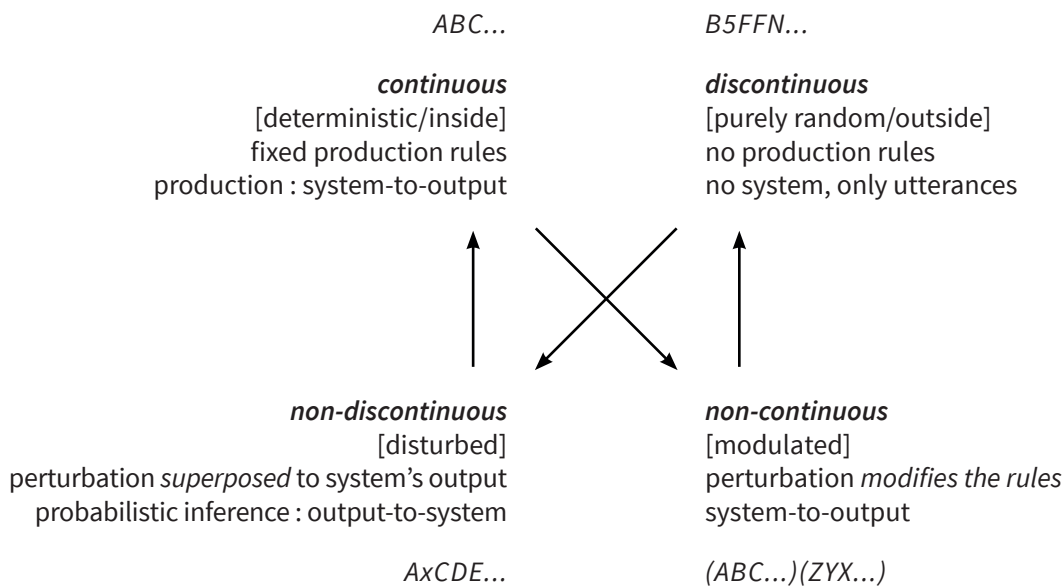 ABC...
continuous
[deterministic/inside]
fixed production rules
production : system-to-output
B5FFN...
discontinuous
[purely random/outside]
no production rules
no system, only utterances
non-discontinuous
[disturbed]
perturbation superposed to system’s output
probabilistic inference : output-to-system
AxCDE...
non-continuous
[modulated]
perturbation modifies the rules
system-to-output
(ABC...)(ZYX...)